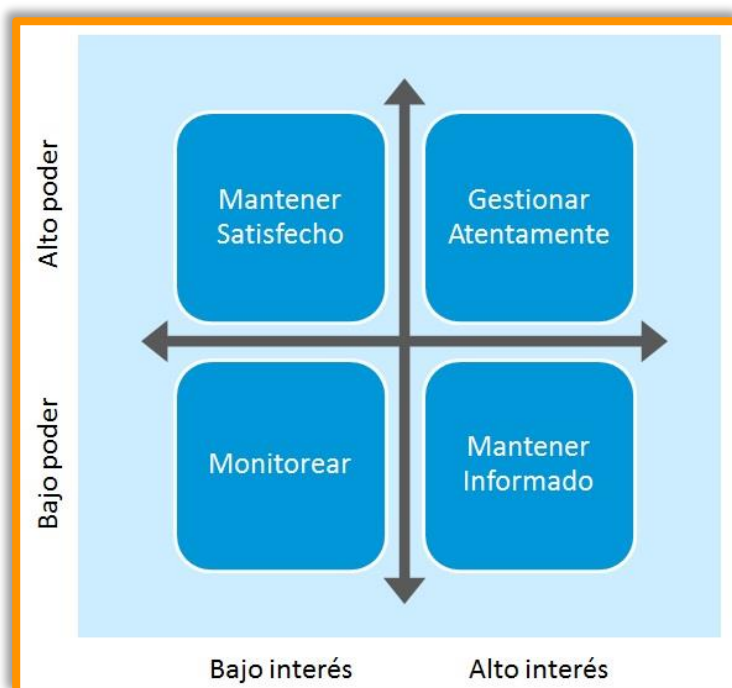 Alto poder
Mantener
Satisfecho
Gestionar
Atentamente
Bajo poder
Monitorear
Mantener
Informado
Bajo interés
Alto interés